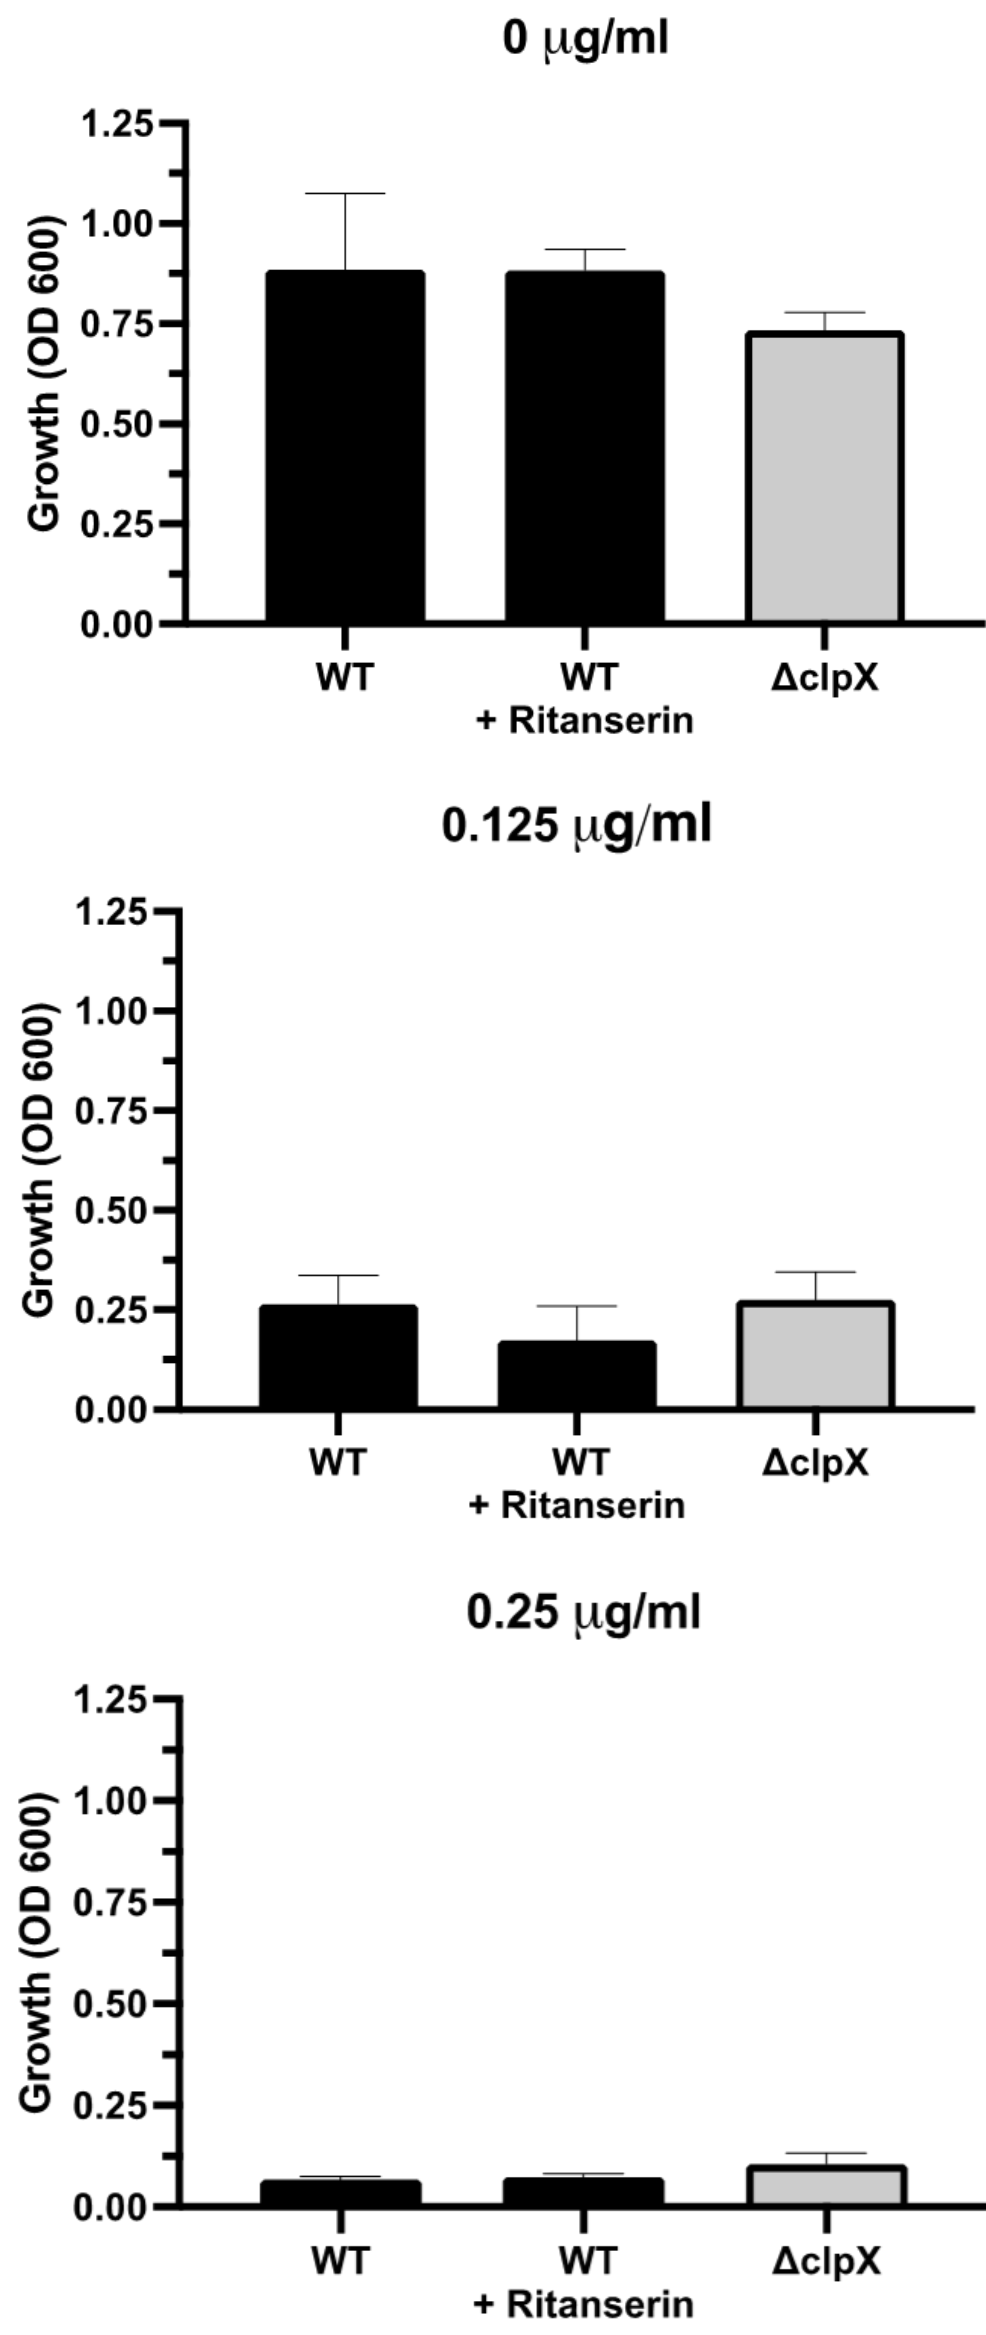 0 μg/ml
Growth (OD 600)
1.25
1.00
0.75
0.50
0.25
0.00
WT
WT
+ Ritanserin
ΔclpX
0.125 μg/ml
Growth (OD 600)
1.25
1.00
0.75
0.50
0.25
0.00
WT
WT
+ Ritanserin
ΔclpX
0.25 μg/ml
Growth (OD 600)
1.25
1.00
0.75
0.50
0.25
0.00
WT
WT
+ Ritanserin
ΔclpX